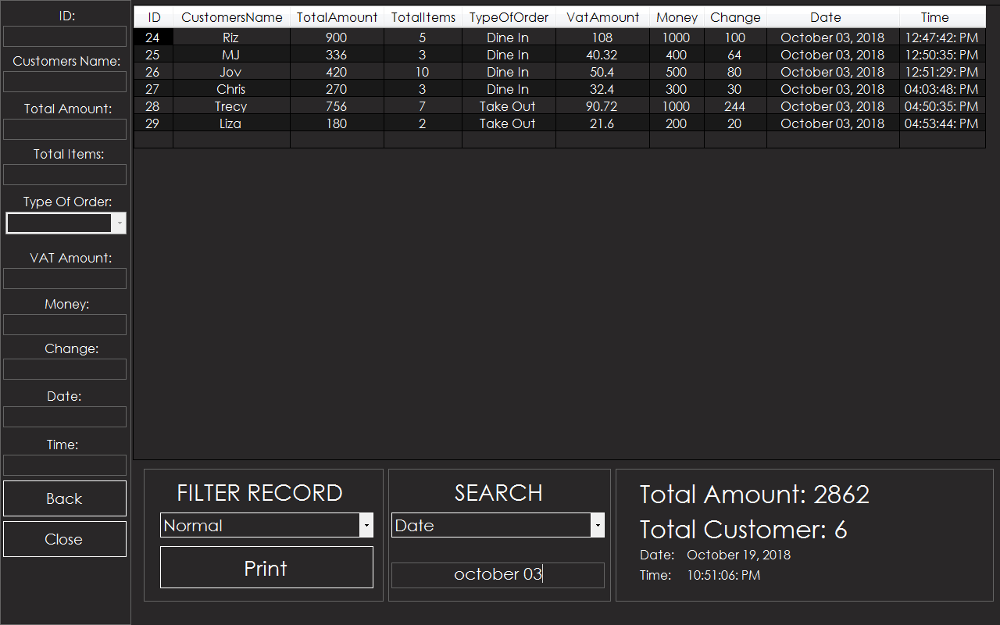 ID:
Customers Name:
Total Amount:
Total Items:
Type Of Order:
VAT Amount:
Money:
Change:
Date:
Time:
Back
Close
ID CustomersName TotalAmount TotalItems TypeOfOrder VatAmount Money Change Date Time
24 Riz 900 5 Dine In 108 1000 100 October 03, 2018 12:47:42: PM
25 MJ 336 3 Dine In 40.32 400 64 October 03, 2018 12:50:35: PM
26 Jov 420 10 Dine In 50.4 500 80 October 03, 2018 12:51:29: PM
27 Chris 270 3 Dine In 32.4 300 30 October 03, 2018 04:03:48: PM
28 Trecy 756 7 Take Out 90.72 1000 244 October 03, 2018 04:50:35: PM
29 Liza 180 2 Take Out 21.6 200 20 October 03, 2018 04:53:44: PM
FILTER RECORD
Normal
Print
SEARCH
Date
october 03
Total Amount: 2862
Total Customer: 6
Date: October 19, 2018
Time: 10:51:06: PM